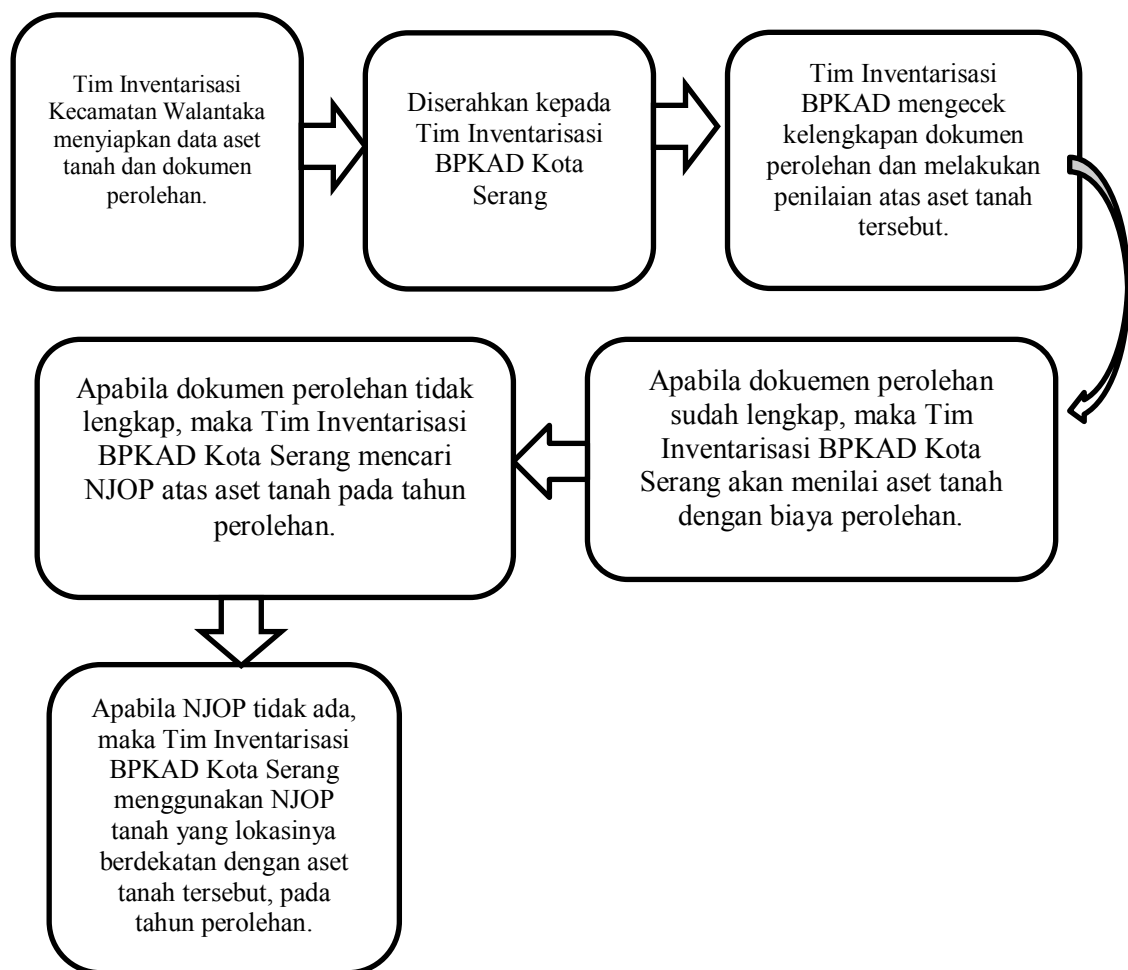 Tim Inventarisasi
Kecamatan Walantaka
menyiapkan data aset
tanah dan dokumen
perolehan.
Diserahkan kepada
Tim Inventarisasi
BPKAD Kota
Serang
Tim Inventarisasi
BPKAD mengecek
kelengkapan dokumen
perolehan dan melakukan
penilaian atas aset tanah
tersebut.
Apabila dokuemen perolehan
sudah lengkap, maka Tim
Inventarisasi BPKAD Kota
Serang akan menilai aset tanah
dengan biaya perolehan.
Apabila dokumen perolehan tidak
lengkap, maka Tim Inventarisasi
BPKAD Kota Serang mencari
NJOP atas aset tanah pada tahun
perolehan.
Apabila NJOP tidak ada,
maka Tim Inventarisasi
BPKAD Kota Serang
menggunakan NJOP
tanah yang lokasinya
berdekatan dengan aset
tanah tersebut, pada
tahun perolehan.